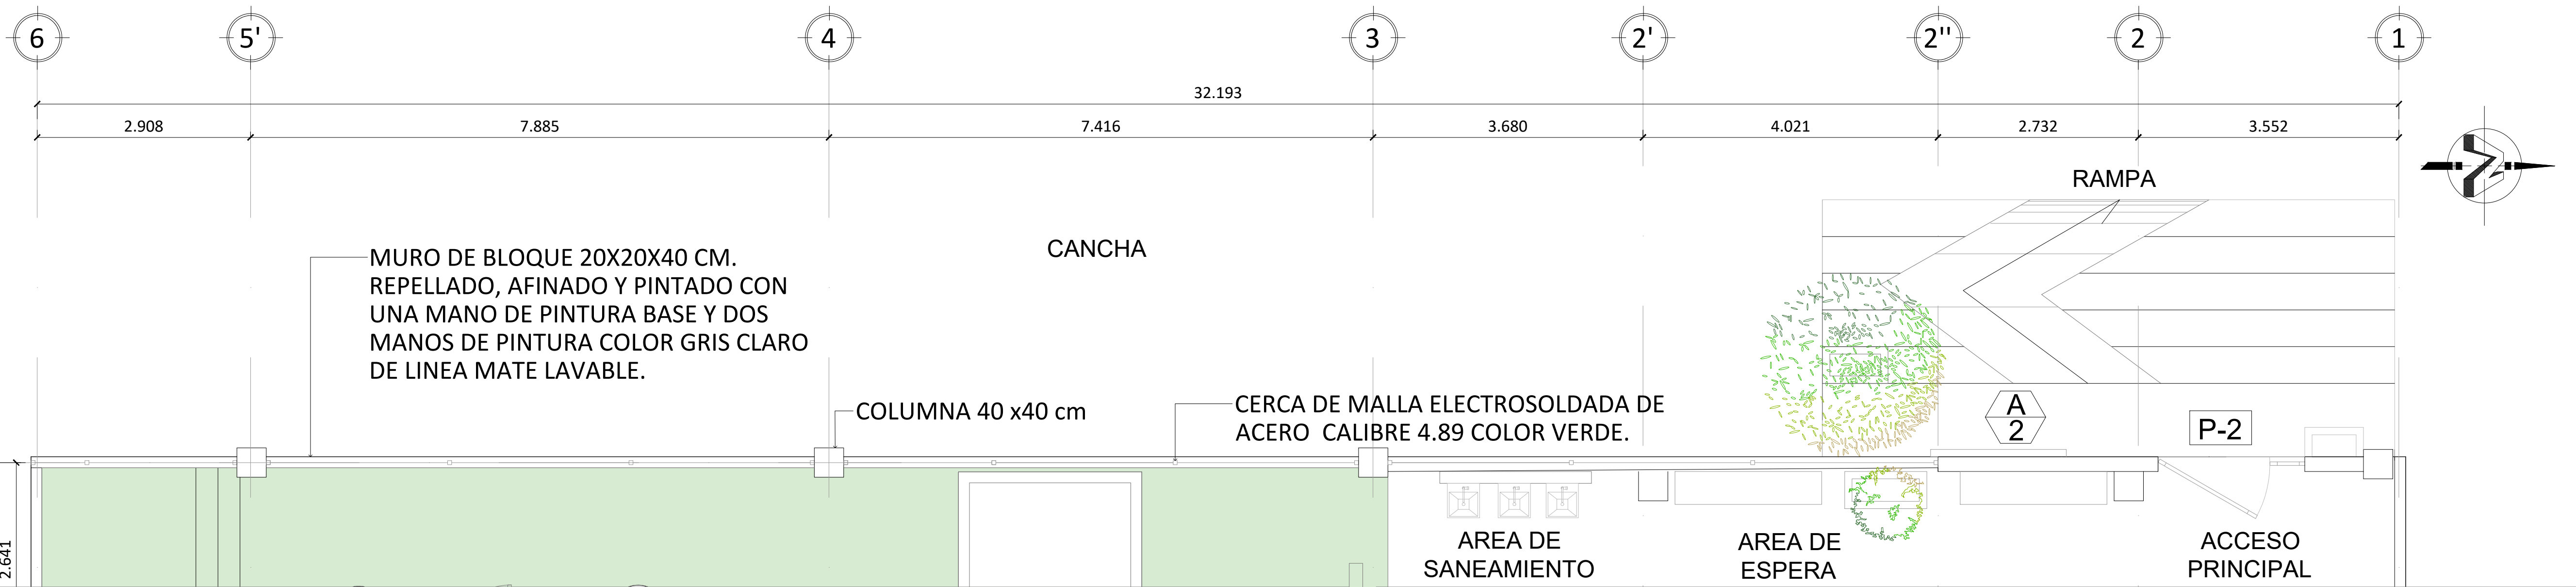 6 5' 4 3 2' 2'' 2 1
32.193
2.908 7.885 7.416 3.680 4.021 2.732 3.552
N
RAMPA
CANCHA
MURO DE BLOQUE 20X20X40 CM.
REPELLADO, AFINADO Y PINTADO CON
UNA MANO DE PINTURA BASE Y DOS
MANOS DE PINTURA COLOR GRIS CLARO
DE LINEA MATE LAVABLE.
COLUMNA 40 x40 cm
CERCA DE MALLA ELECTROSOLDADA DE
ACERO CALIBRE 4.89 COLOR VERDE.
A
2
P-2
2.641
AREA DE
SANEAMIENTO
AREA DE
ESPERA
ACCESO
PRINCIPAL